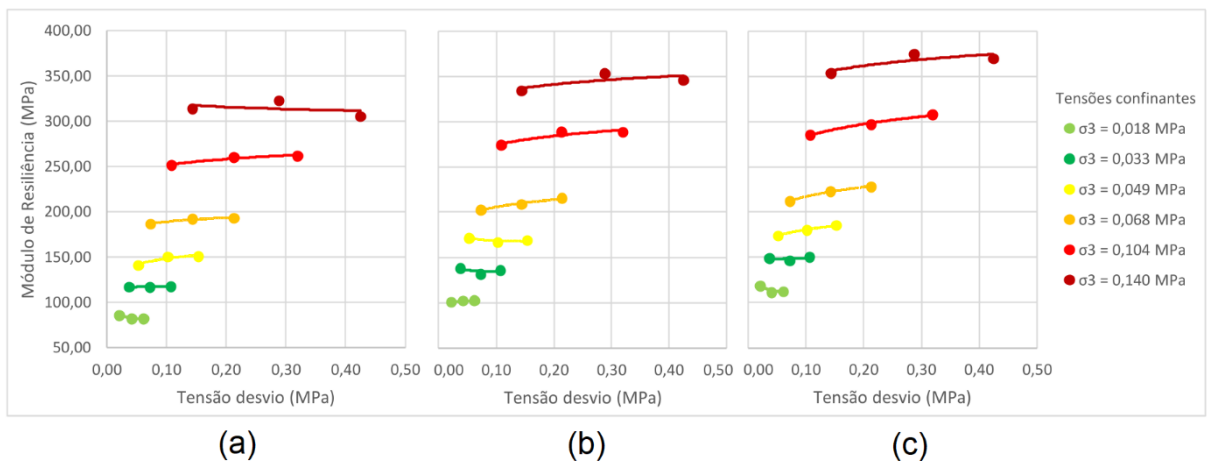 Módulo de Resiliência (MPa)
400,00
350,00
300,00
250,00
200,00
150,00
100,00
50,00
0,00 0,10 0,20 0,30 0,40 0,50
Tensão desvio (MPa)
(a)
0,00 0,10 0,20 0,30 0,40 0,50
Tensão desvio (MPa)
(b)
0,00 0,10 0,20 0,30 0,40 0,50
Tensão desvio (MPa)
(c)
Tensões confinantes
σ3 = 0,018 MPa
σ3 = 0,033 MPa
σ3 = 0,049 MPa
σ3 = 0,068 MPa
σ3 = 0,104 MPa
σ3 = 0,140 MPa